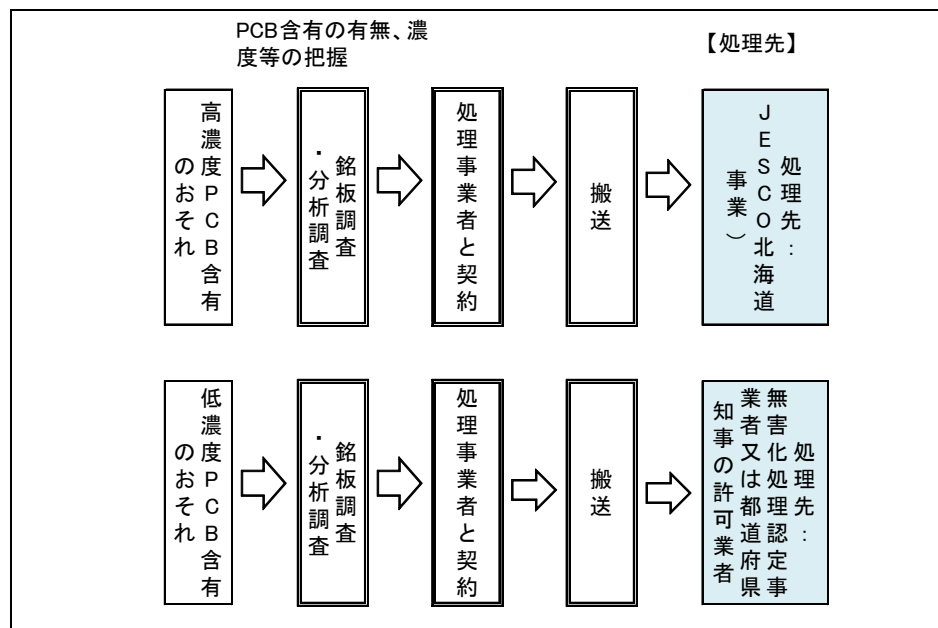 PCB含有の有無、濃
度等の把握
【処理先】
高濃度PCB含有
のおそれ
銘板調査
・分析調査
処理事業者と契約
搬送
処理先：
JESCO北海道
事業）
低濃度PCB含有
のおそれ
銘板調査
・分析調査
処理事業者と契約
搬送
処理先：
無害化処理認定事
業者又は都道府県
知事の許可業者